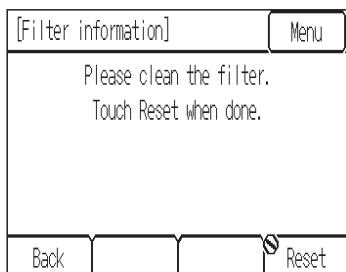 [Filter information]
Menu
Please clean the filter.
Touch Reset when done.
Back
Reset